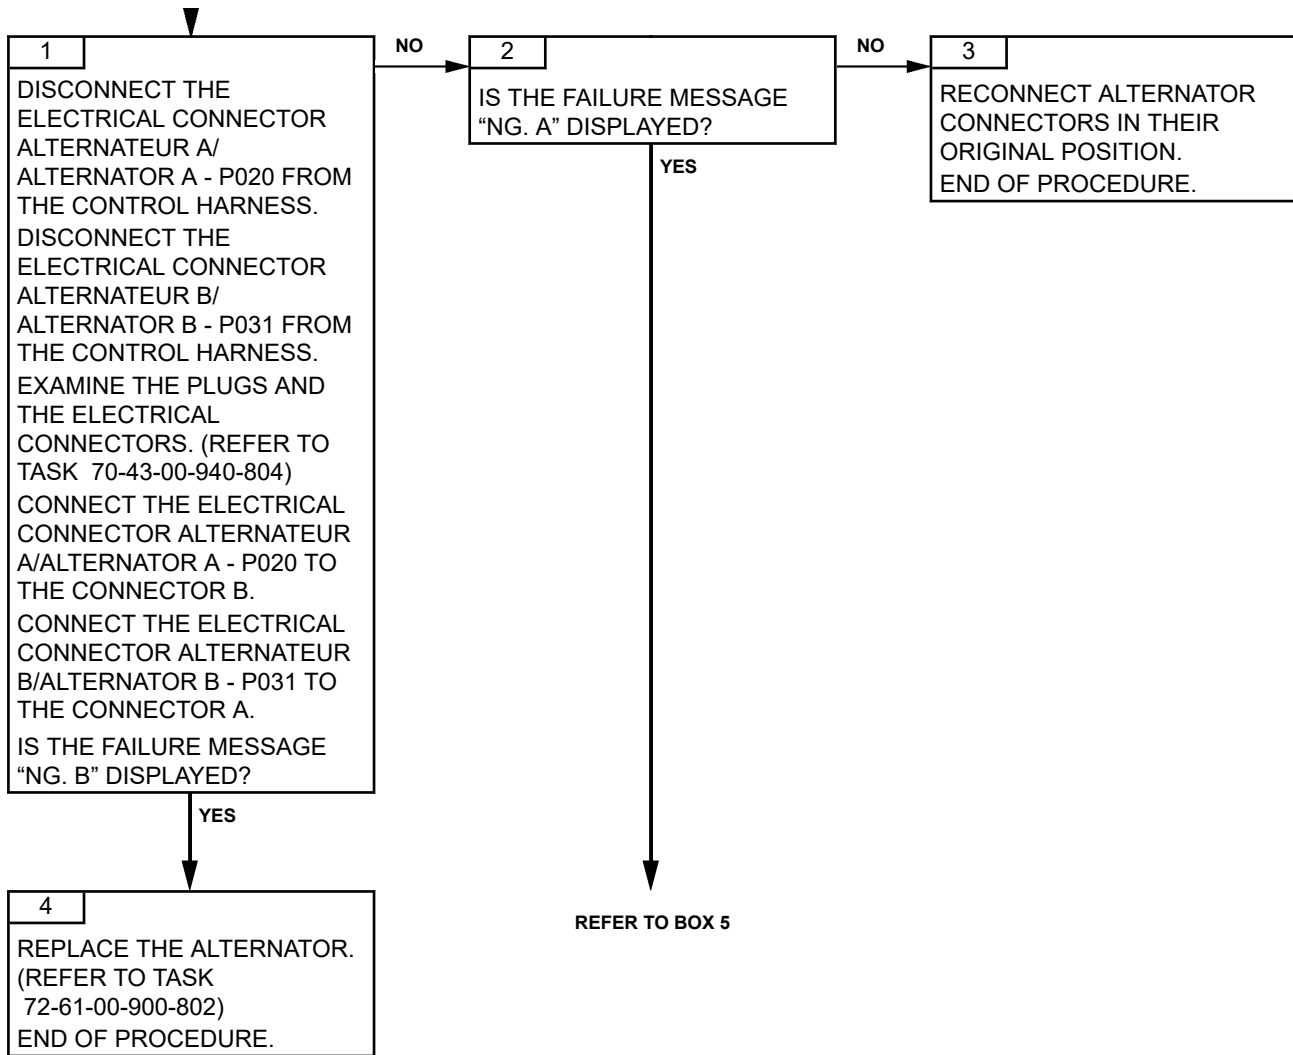 1
DISCONNECT THE
ELECTRICAL CONNECTOR
ALTERNATEUR A/
ALTERNATOR A - P020 FROM
THE CONTROL HARNESS.
DISCONNECT THE
ELECTRICAL CONNECTOR
ALTERNATEUR B/
ALTERNATOR B - P031 FROM
THE CONTROL HARNESS.
EXAMINE THE PLUGS AND
THE ELECTRICAL
CONNECTORS. (REFER TO
TASK 70-43-00-940-804)
CONNECT THE ELECTRICAL
CONNECTOR ALTERNATEUR
A/ALTERNATOR A - P020 TO
THE CONNECTOR B.
CONNECT THE ELECTRICAL
CONNECTOR ALTERNATEUR
B/ALTERNATOR B - P031 TO
THE CONNECTOR A.
IS THE FAILURE MESSAGE
“NG. B” DISPLAYED?
NO
2
IS THE FAILURE MESSAGE
“NG. A” DISPLAYED?
NO
3
RECONNECT ALTERNATOR
CONNECTORS IN THEIR
ORIGINAL POSITION.
END OF PROCEDURE.
YES
REFER TO BOX 5
YES
4
REPLACE THE ALTERNATOR.
(REFER TO TASK
72-61-00-900-802)
END OF PROCEDURE.